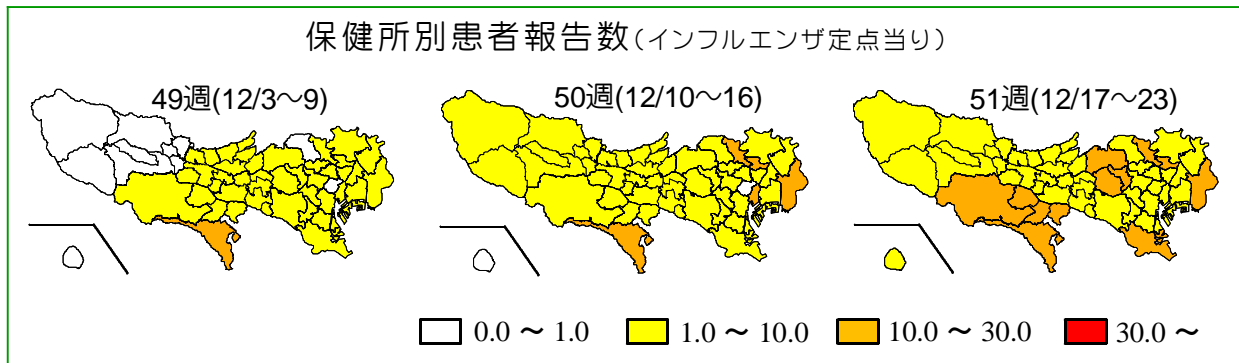 保健所別患者報告数(インフルエンザ定点当り)
49週(12/3～9)
50週(12/10～16)
51週(12/17～23)
0.0 ～ 1.0
1.0 ～ 10.0
10.0 ～ 30.0
30.0 ～